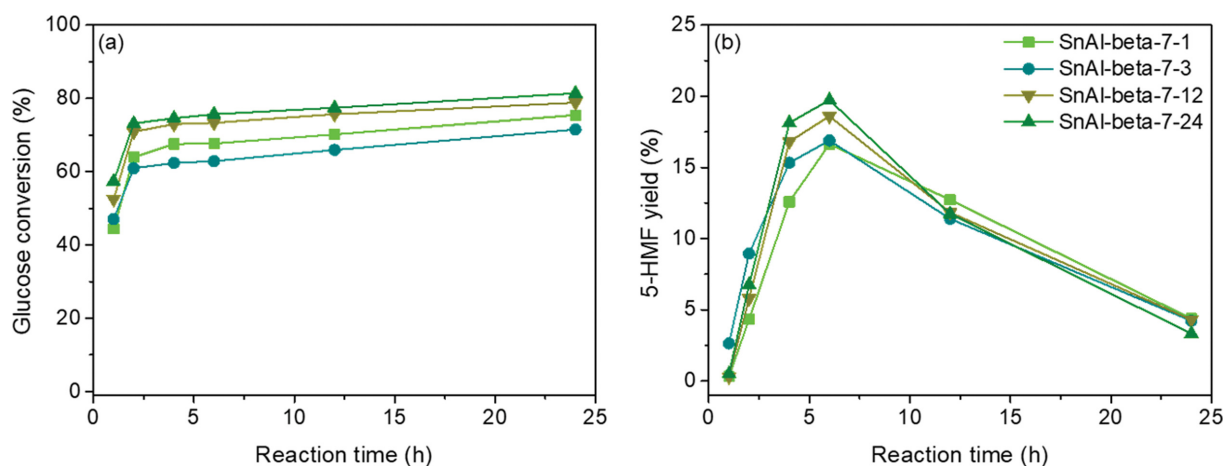 (a)
100
80
60
40
20
0
Glucose conversion (%)
0 5 10 15 20 25
Reaction time (h)
(b)
25
20
15
10
5
0
5-HMF yield (%)
SnAl-beta-7-1
SnAl-beta-7-3
SnAl-beta-7-12
SnAl-beta-7-24
0 5 10 15 20 25
Reaction time (h)